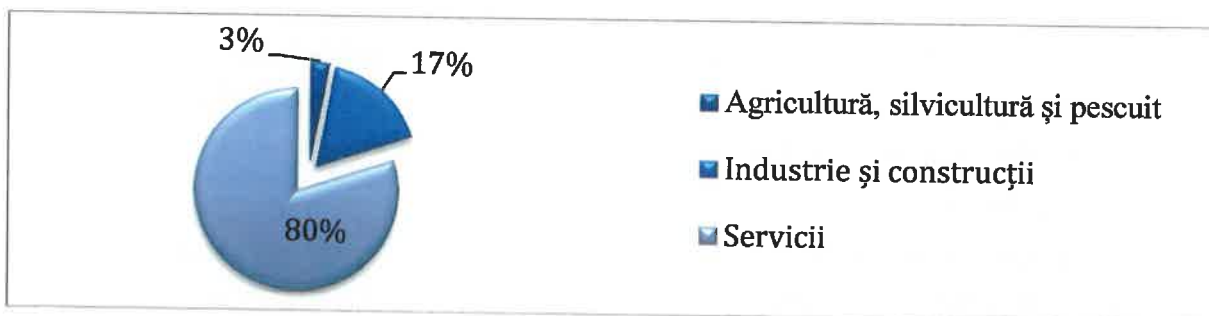 3%
17%
80%
Agricultură, silvicultură și pescuit
Industrie și construcții
Servicii